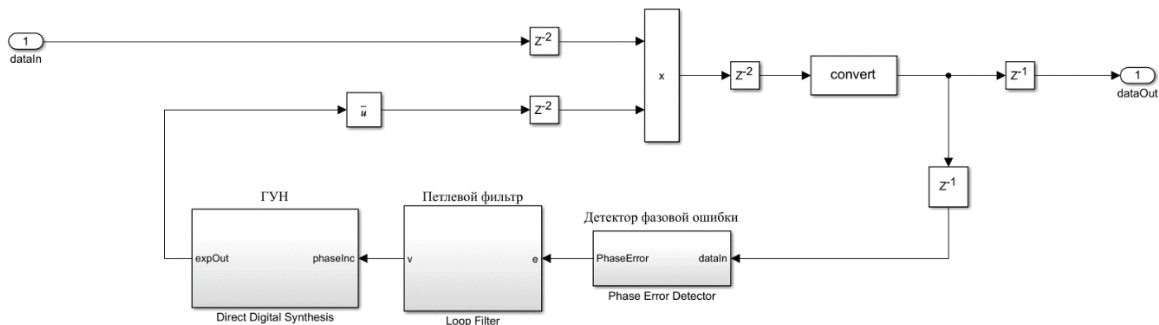 1
dataIn
Z-2
x
Z-2
convert
Z-1
1
dataOut
u
Z-2
Z-1
ГУН
Петлевой фильтр
Детектор фазовой ошибки
expOut
phaseInc
v
e
PhaseError
dataIn
Direct Digital Synthesis
Loop Filter
Phase Error Detector